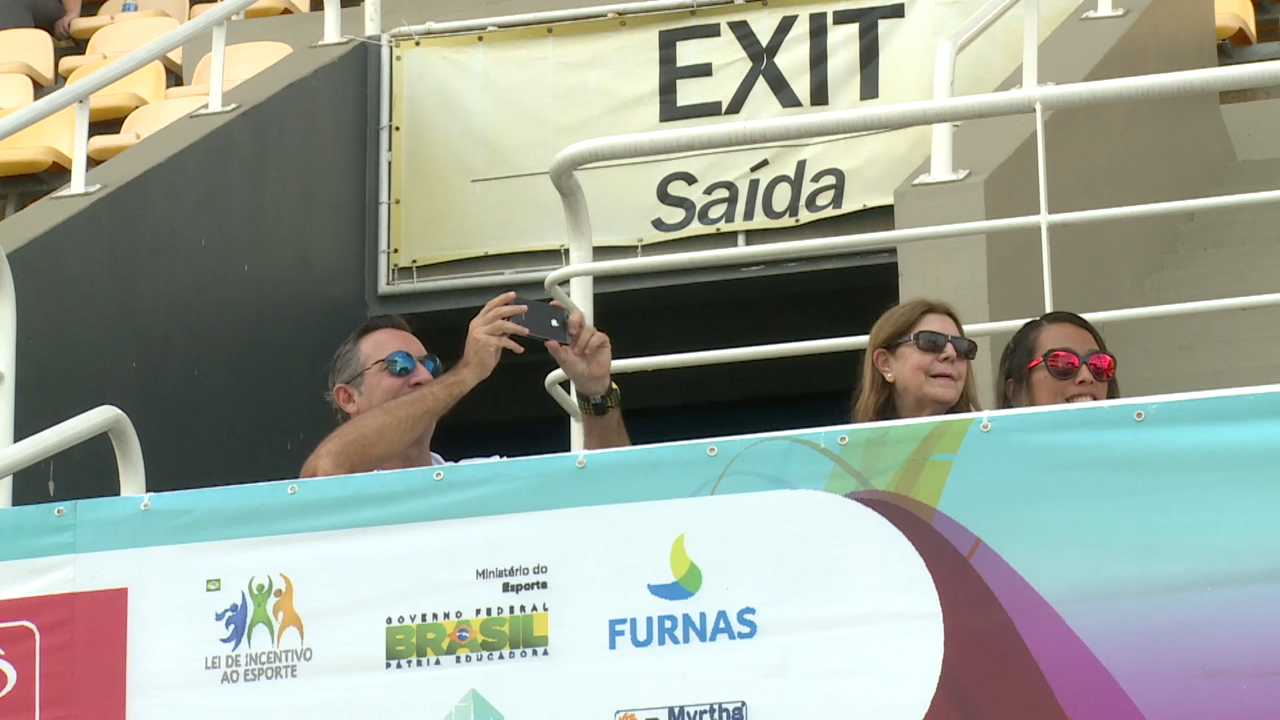 EXIT
Saída
LEI DE INCENTIVO
AO ESPORTE
Ministério do
Esporte
GOVERNO FEDERAL
BRASIL
PÁTRIA EDUCADORA
FURNAS
Myrtha